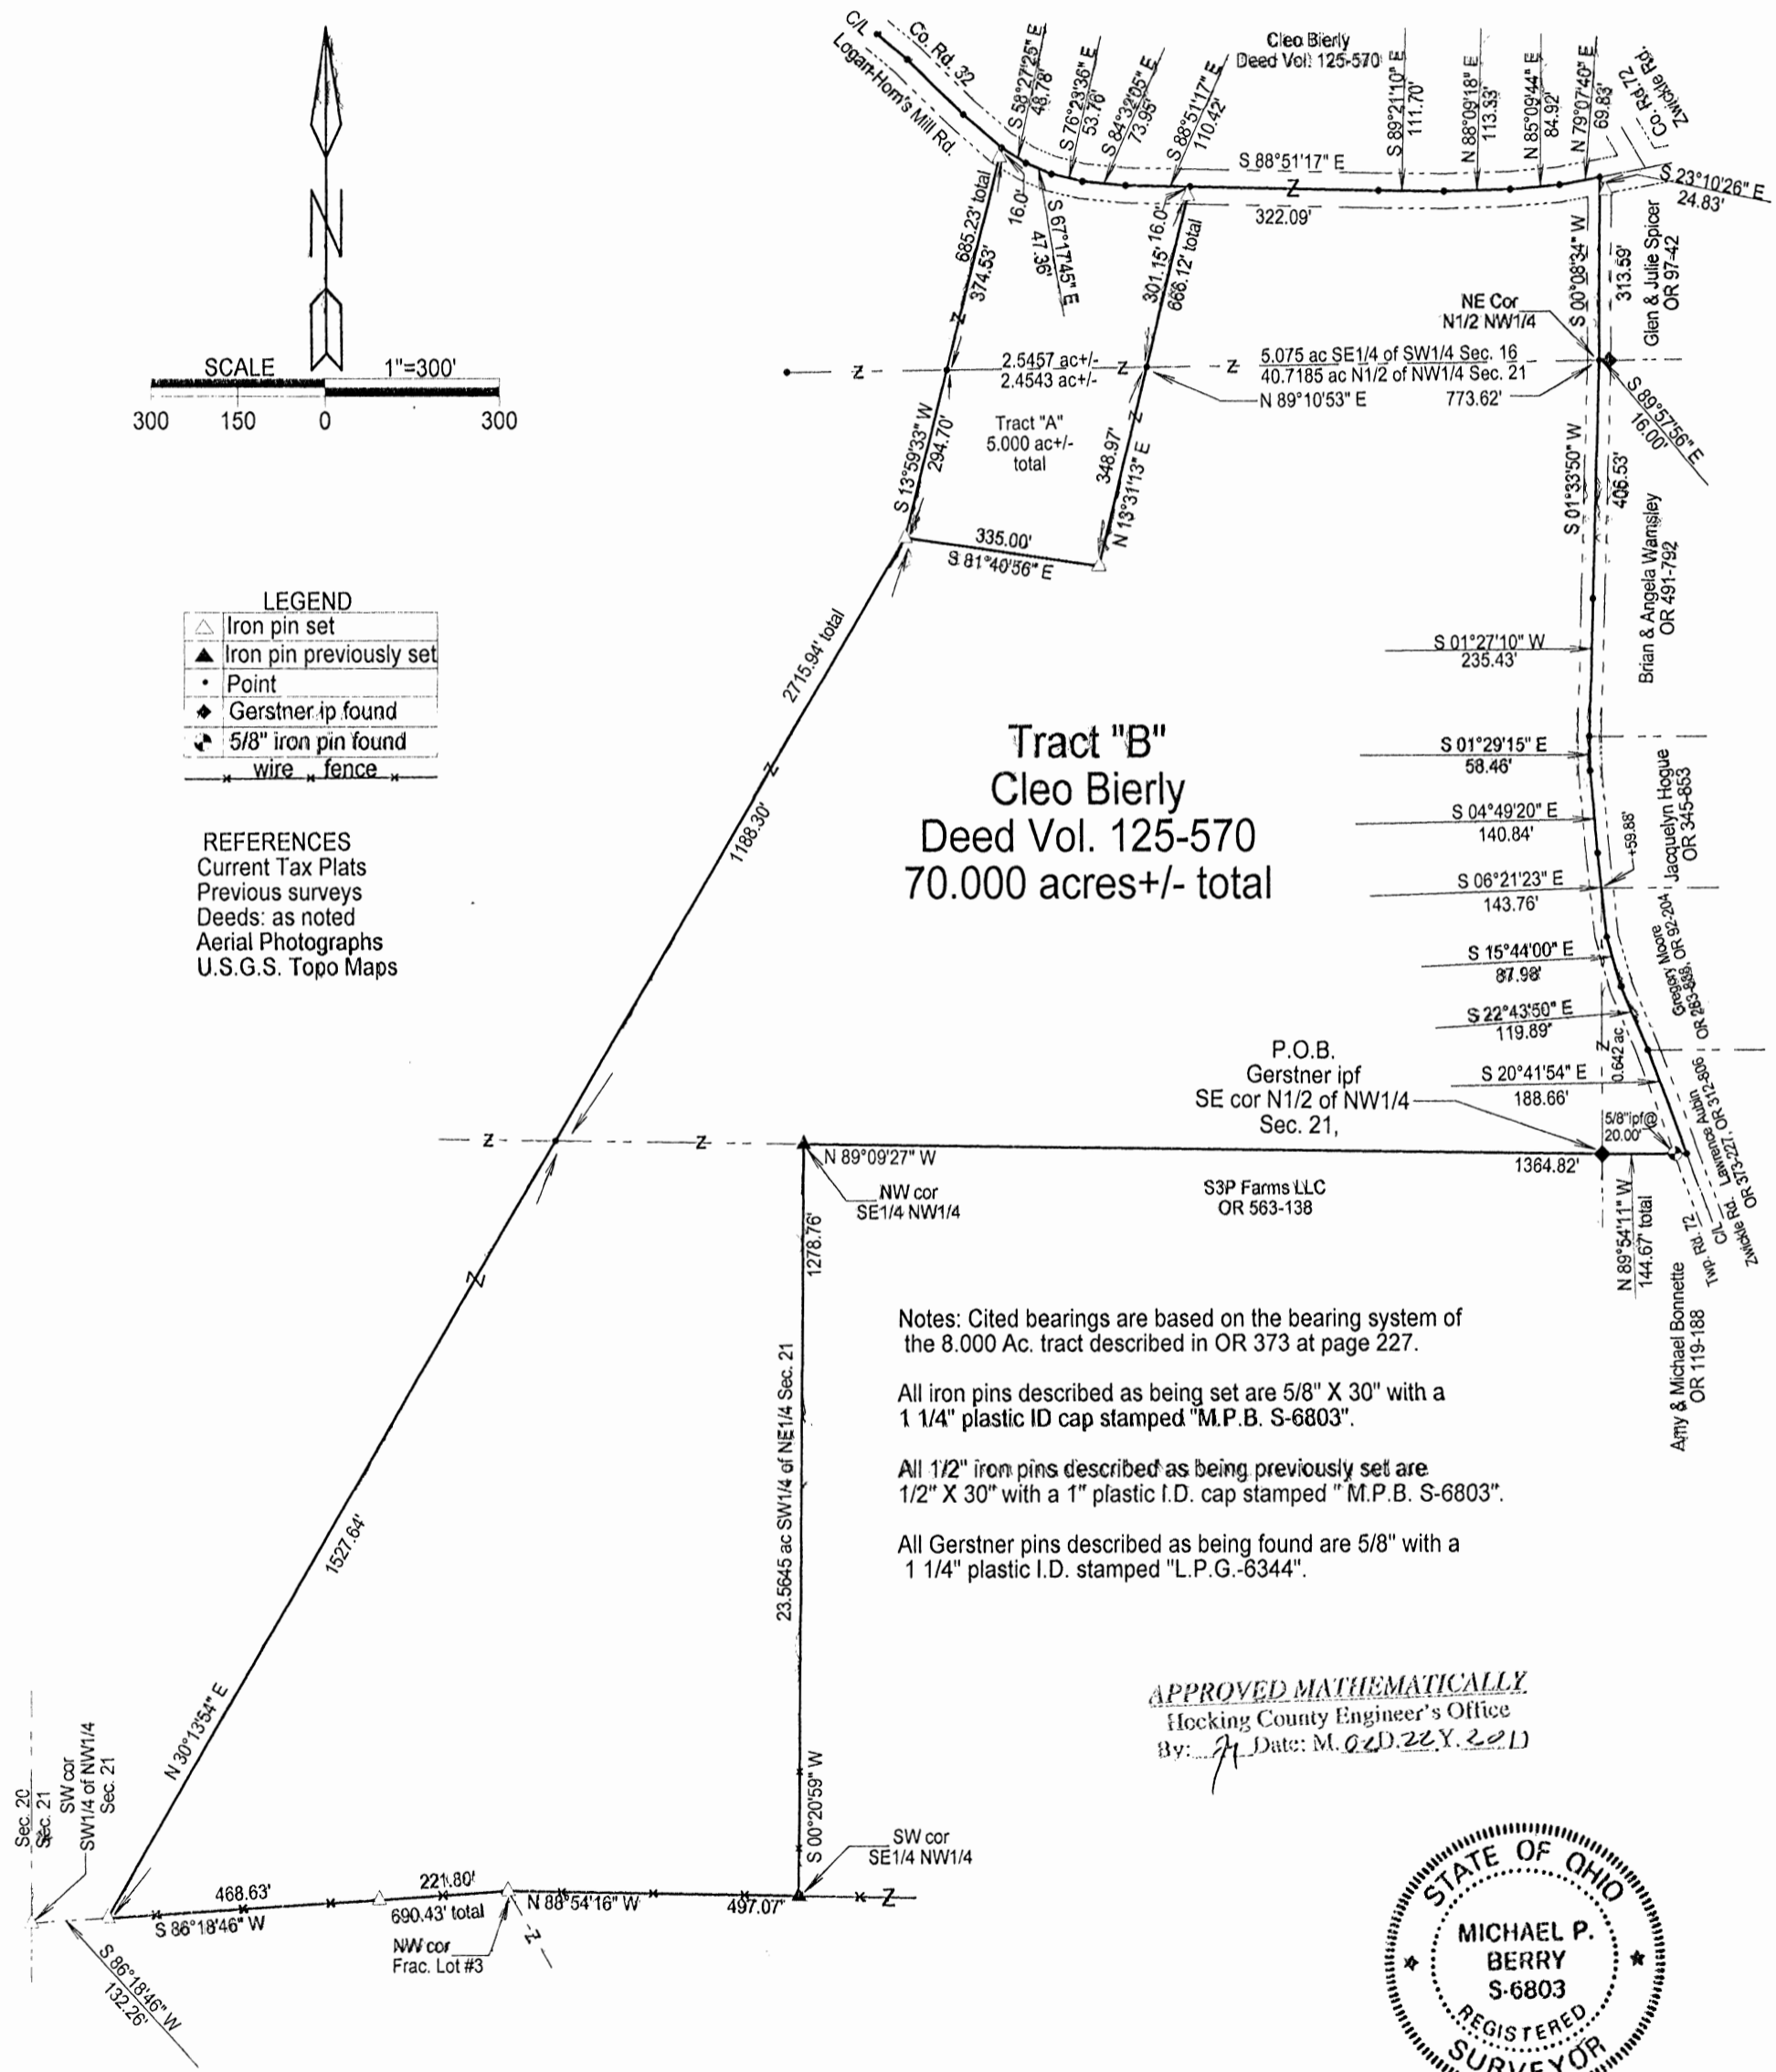 C/L
Co. Rd. 32
Logan-Horn's Mill Rd.
S 58°27'25" E
48.78'
S 76°23'36" E
53.76'
S 84°32'05" E
73.95'
S 88°51'17" E
110.42'
Cleo Bierly
Deed Vol. 125-570
S 89°21'10" E
111.70'
N 88°09'18" E
113.33'
N 85°09'44" E
84.92'
N 79°07'40" E
69.83'
Co. Rd.72
Zwickle Rd.
S 88°51'17" E
322.09'
S 23°10'26" E
24.83'
N
SCALE 1"=300'
300 150 0 300
685.23' total
374.53'
16.0'
S 67°17'45" E
47.36'
301.15' 16.0'
666.12' total
S 00°08'34" W
313.59'
Glen & Julie Spicer
OR 97-42
NE Cor
N1/2 NW1/4
2.5457 ac+/-
2.4543 ac+/-
5.075 ac SE1/4 of SW1/4 Sec. 16
40.7185 ac N1/2 of NW1/4 Sec. 21
N 89°10'53" E 773.62'
S 89°57'56" E
16.00'
Tract "A"
5.000 ac+/-
total
S 13°59'33" W
294.70'
348.97'
N 13°31'13" E
335.00'
S 81°40'56" E
S 01°33'50" W
406.53'
Brian & Angela Wamsley
OR 491-792
LEGEND
Iron pin set
Iron pin previously set
Point
Gerstner ip found
5/8" iron pin found
wire fence
REFERENCES
Current Tax Plats
Previous surveys
Deeds: as noted
Aerial Photographs
U.S.G.S. Topo Maps
2715.94' total
1188.30'
Tract "B"
Cleo Bierly
Deed Vol. 125-570
70.000 acres+/- total
S 01°27'10" W
235.43'
S 01°29'15" E
58.46'
S 04°49'20" E
140.84'
+59.88'
Jacquelyn Hogue
OR 345-853
S 06°21'23" E
143.76'
S 15°44'00" E
87.98'
S 22°43'50" E
119.89'
Gregory Moore
OR 283-889, OR 92-204
0.642 ac
S 20°41'54" E
188.66'
Lawrence Aubin
OR 373-227, OR 312-806
P.O.B.
Gerstner ipf
SE cor N1/2 of NW1/4
Sec. 21,
5/8"ipf@
20.00'
N 89°09'27" W
1364.82'
NW cor
SE1/4 NW1/4
S3P Farms LLC
OR 563-138
N 89°54'11" W
144.67' total
Twp. Rd. 72
C/L
Zwickle Rd.
Amy & Michael Bonnette
OR 119-188
1278.76'
23.5645 ac SW1/4 of NE1/4 Sec. 21
S 00°20'59" W
Notes: Cited bearings are based on the bearing system of
the 8.000 Ac. tract described in OR 373 at page 227.
All iron pins described as being set are 5/8" X 30" with a
1 1/4" plastic ID cap stamped "M.P.B. S-6803".
All 1/2" iron pins described as being previously set are
1/2" X 30" with a 1" plastic I.D. cap stamped " M.P.B. S-6803".
All Gerstner pins described as being found are 5/8" with a
1 1/4" plastic I.D. stamped "L.P.G.-6344".
1527.64'
N 30°13'54" E
APPROVED MATHEMATICALLY
Hocking County Engineer's Office
By: Date: M. 02 D. 22 Y. 2011
Sec. 20
Sec. 21
SW cor
SW1/4 of NW1/4
Sec. 21
468.63'
S 86°18'46" W
221.80'
690.43' total
N 88°54'16" W
497.07'
SW cor
SE1/4 NW1/4
NW cor
Frac. Lot #3
S 86°18'46" W
132.26'
STATE OF OHIO
MICHAEL P.
BERRY
S-6803
REGISTERED
SURVEYOR